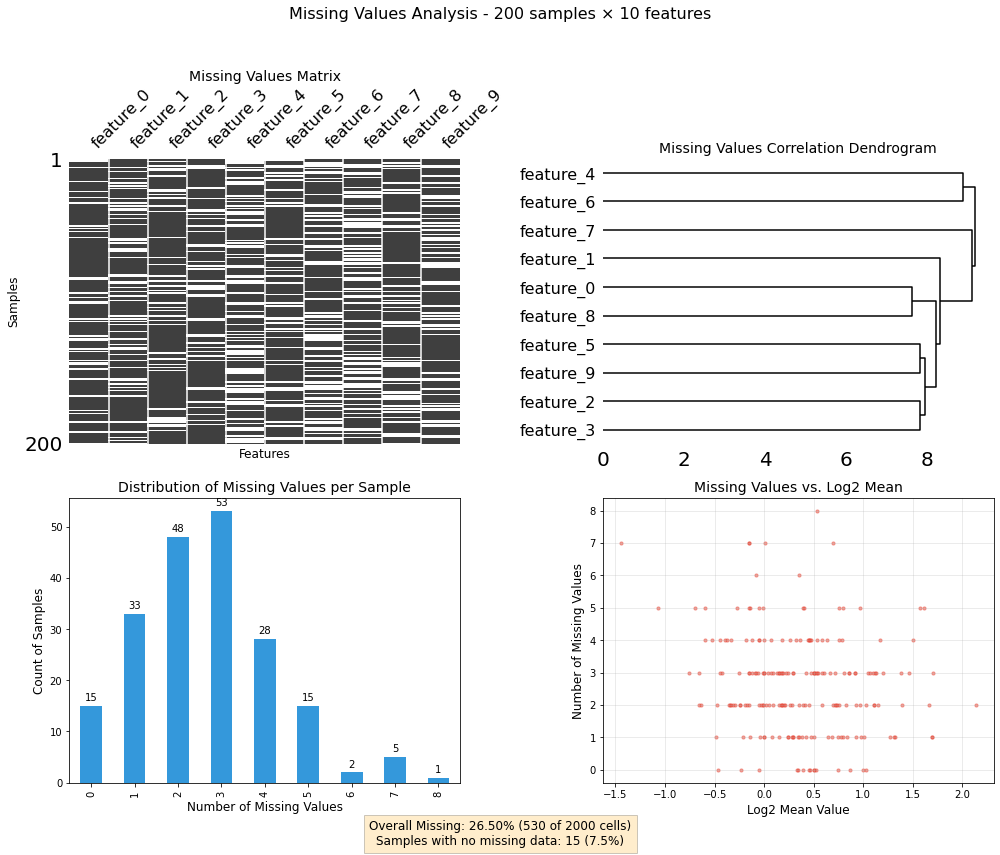 Missing Values Analysis - 200 samples × 10 features
Missing Values Matrix
feature_0
feature_1
feature_2
feature_3
feature_4
feature_5
feature_6
feature_7
feature_8
feature_9
1
200
Samples
Features
Missing Values Correlation Dendrogram
feature_4
feature_6
feature_7
feature_1
feature_0
feature_8
feature_5
feature_9
feature_2
feature_3
0 2 4 6 8
Distribution of Missing Values per Sample
Count of Samples
50
40
30
20
10
0
15 33 48 53 28 15 2 5 1
0 1 2 3 4 5 6 7 8
Number of Missing Values
Missing Values vs. Log2 Mean
Number of Missing Values
8
7
6
5
4
3
2
1
0
−1.5 −1.0 −0.5 0.0 0.5 1.0 1.5 2.0
Log2 Mean Value
Overall Missing: 26.50% (530 of 2000 cells)
Samples with no missing data: 15 (7.5%)